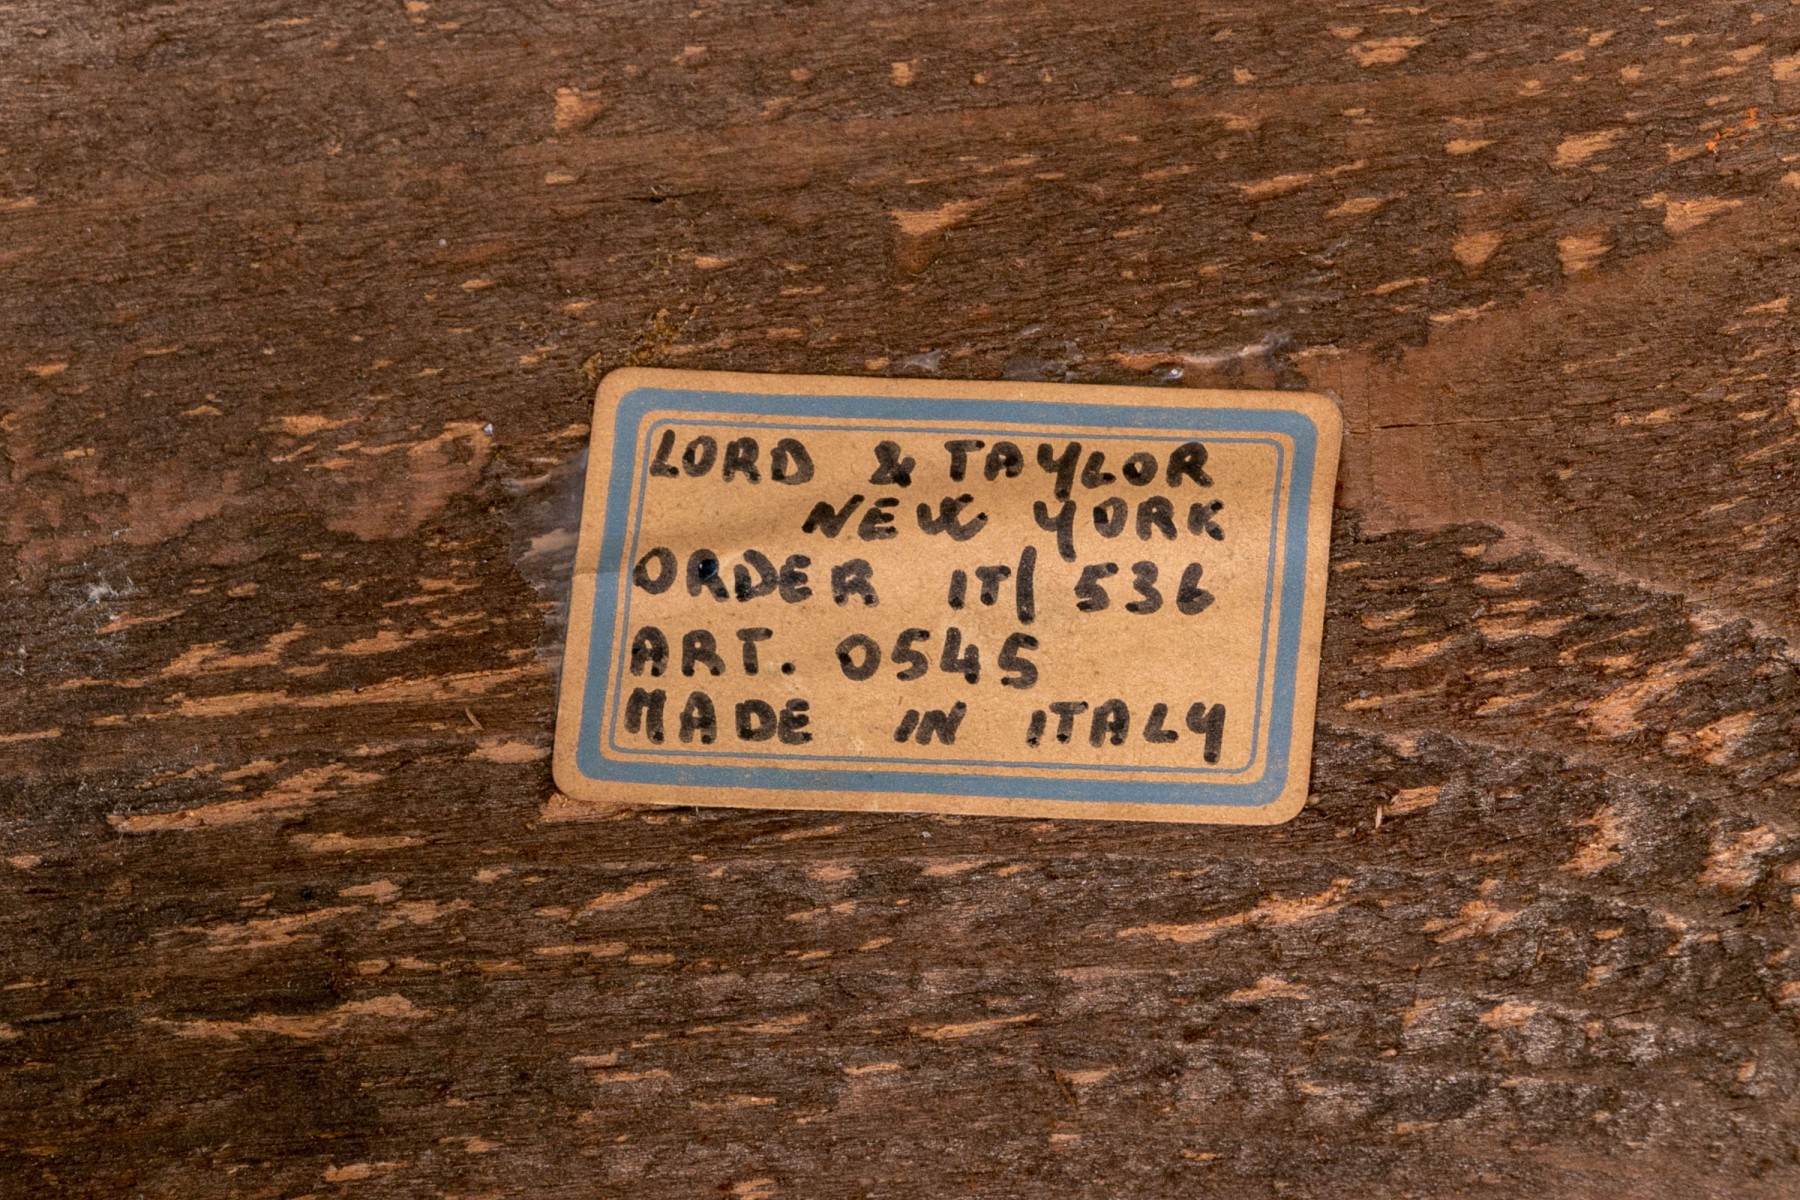 LORD & TAYLOR
NEW YORK
ORDER IT/ 536
ART. 0545
MADE IN ITALY